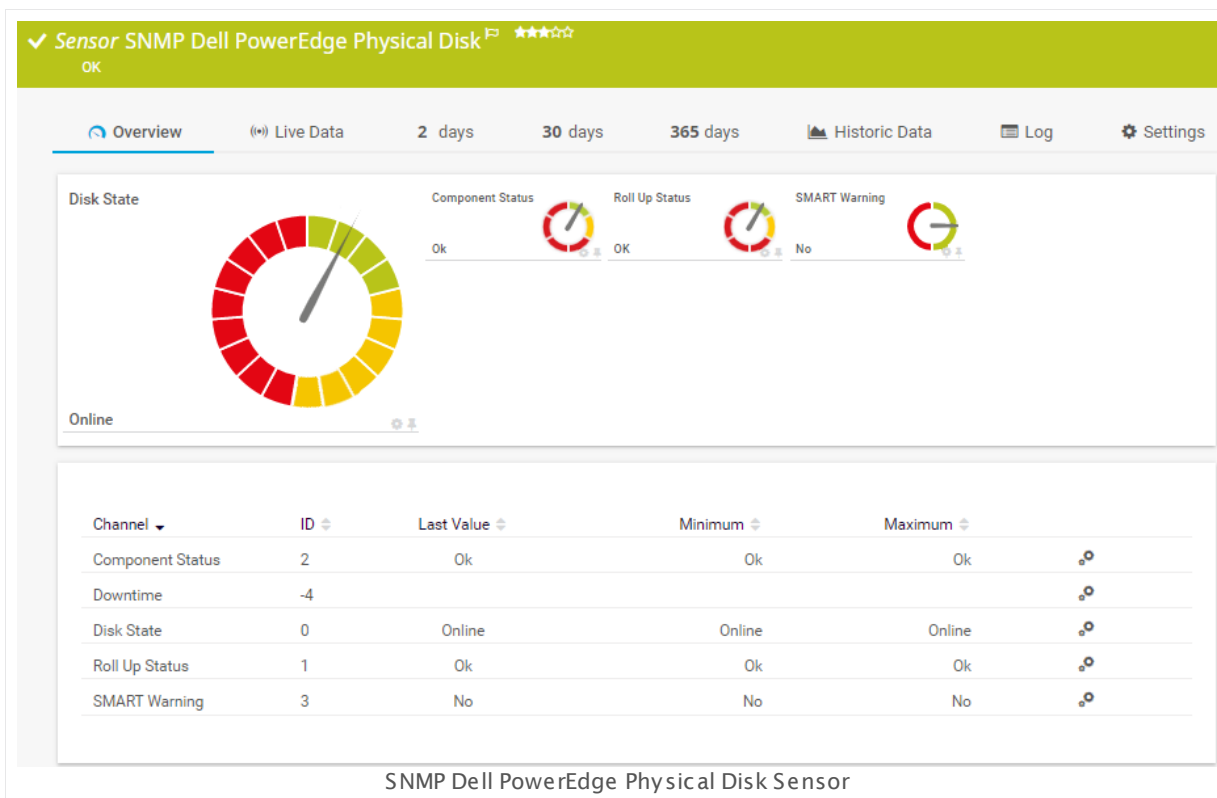 Sensor SNMP Dell PowerEdge Physical Disk
OK
Overview Live Data 2 days 30 days 365 days Historic Data Log Settings
Disk State
Online
Component Status
Ok
Roll Up Status
OK
SMART Warning
No
Channel ID Last Value Minimum Maximum
Component Status 2 Ok Ok Ok
Downtime -4
Disk State 0 Online Online Online
Roll Up Status 1 Ok Ok Ok
SMART Warning 3 No No No
SNMP Dell PowerEdge Physical Disk Sensor